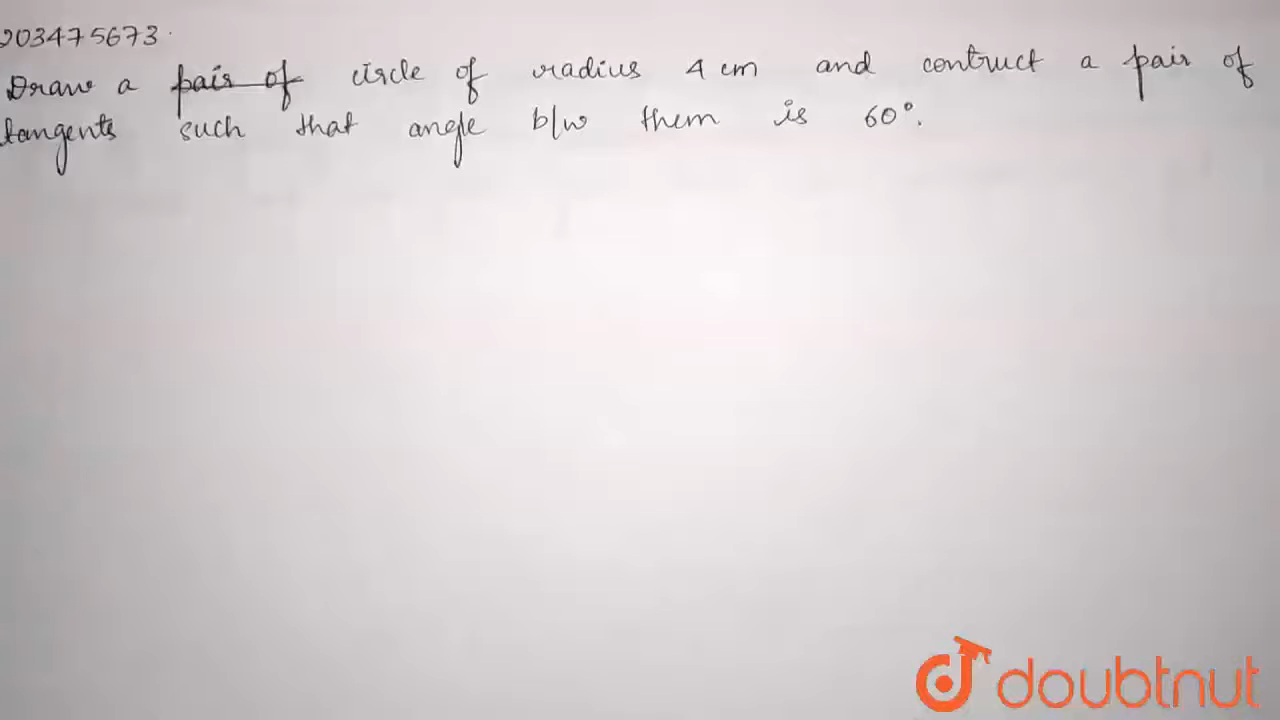 203475673.
Draw a pair of circle of radius 4 cm and contruct a pair of
tangents such that angle b/w them is 60°.
doubtnut